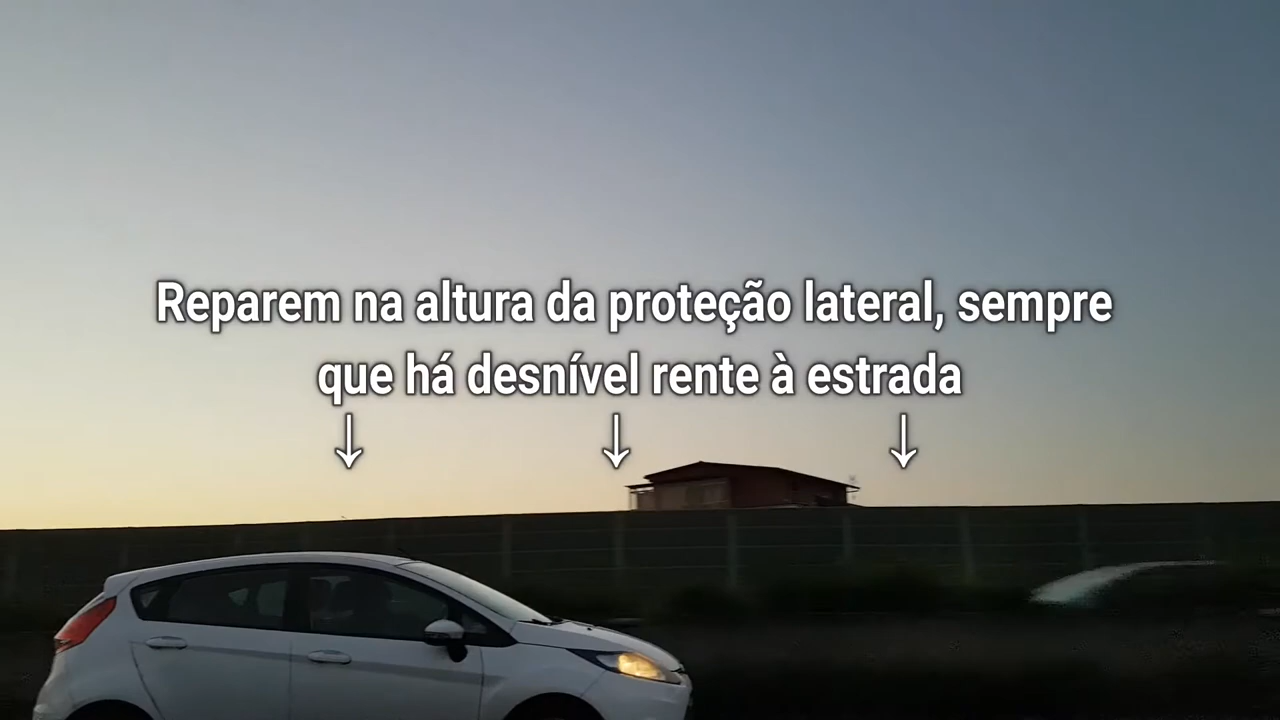 Reparem na altura da proteção lateral, sempre
que há desnível rente à estrada
↓ ↓ ↓